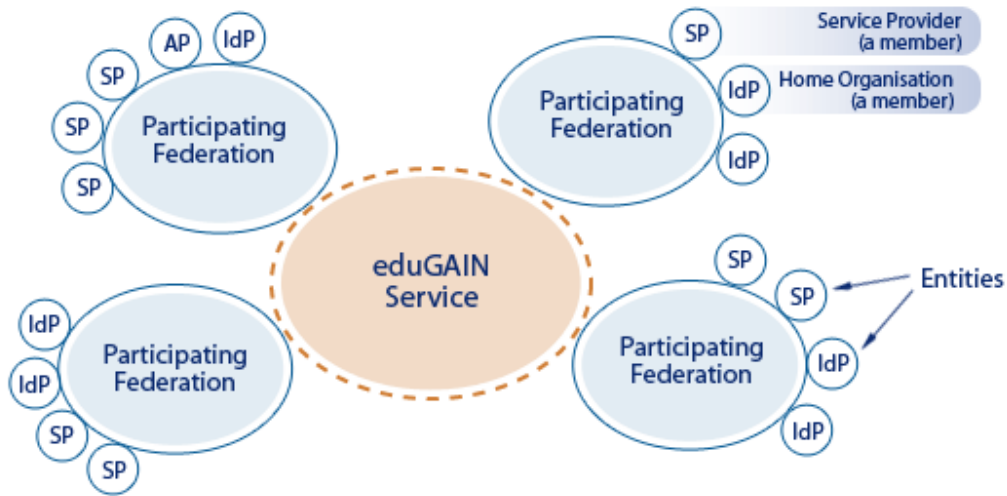 SP
SP
SP
AP
IdP
Participating
Federation
SP
Service Provider
(a member)
IdP
Home Organisation
(a member)
IdP
Participating
Federation
eduGAIN
Service
IdP
IdP
SP
SP
Participating
Federation
SP
SP
IdP
IdP
Participating
Federation
Entities